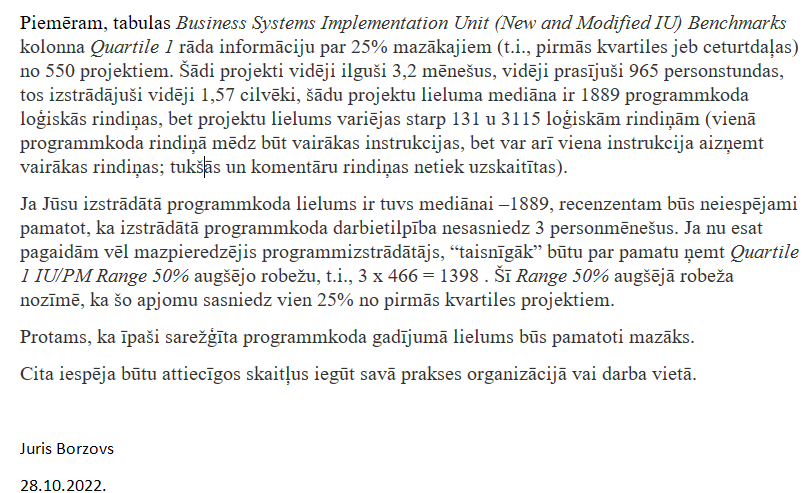 Piemēram, tabulas Business Systems Implementation Unit (New and Modified IU) Benchmarks
kolonna Quartile 1 rāda informāciju par 25% mazākajiem (t.i., pirmās kvartiles jeb ceturtdaļas)
no 550 projektiem. Šādi projekti vidēji ilguši 3,2 mēnešus, vidēji prasījuši 965 personstundas,
tos izstrādājuši vidēji 1,57 cilvēki, šādu projektu lieluma mediāna ir 1889 programmkoda
loģiskās rindiņas, bet projektu lielums variējas starp 131 u 3115 loģiskām rindiņām (vienā
programmkoda rindiņā mēdz būt vairākas instrukcijas, bet var arī viena instrukcija aizņemt
vairākas rindiņas; tukšās un komentāru rindiņas netiek uzskaitītas).
Ja Jūsu izstrādātā programmkoda lielums ir tuvs mediānai –1889, recenzentam būs neiespējami
pamatot, ka izstrādātā programmkoda darbietilpība nesasniedz 3 personmēnešus. Ja nu esat
pagaidām vēl mazpieredzējis programmizstrādātājs, “taisnīgāk” būtu par pamatu ņemt Quartile
1 IU/PM Range 50% augšējo robežu, t.i., 3 x 466 = 1398 . Šī Range 50% augšējā robeža
nozīmē, ka šo apjomu sasniedz vien 25% no pirmās kvartiles projektiem.
Protams, ka īpaši sarežģīta programmkoda gadījumā lielums būs pamatoti mazāks.
Cita iespēja būtu attiecīgos skaitļus iegūt savā prakses organizācijā vai darba vietā.
Juris Borzovs
28.10.2022.